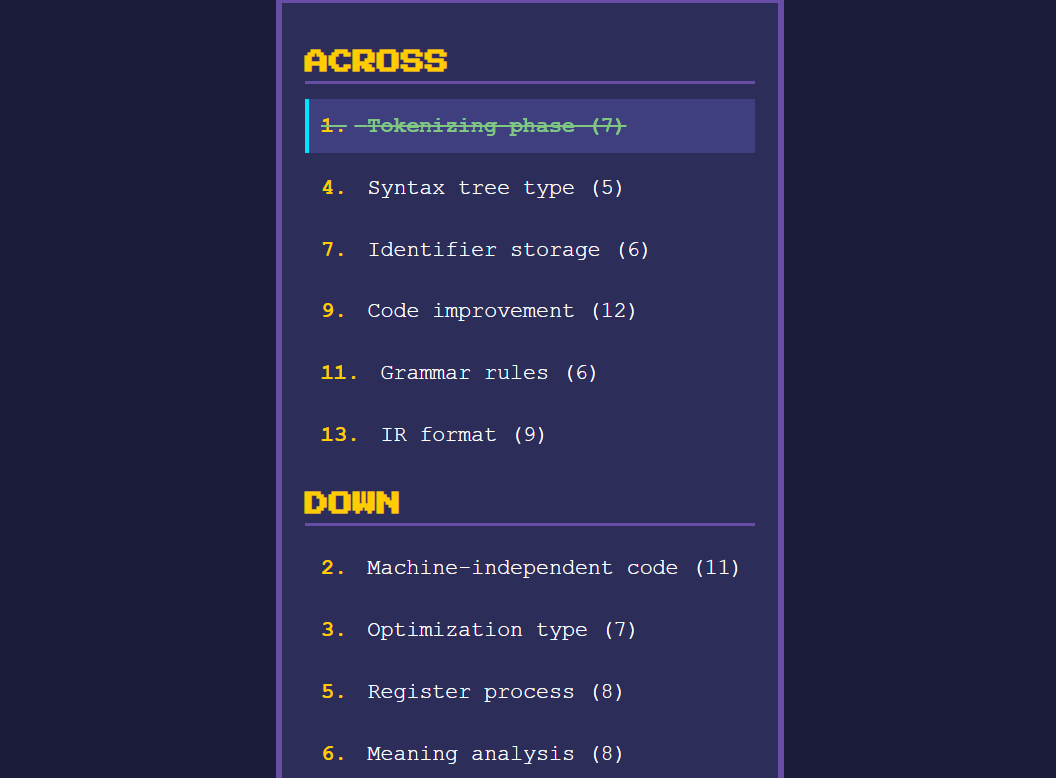 ACROSS
1. Tokenizing phase (7)
4. Syntax tree type (5)
7. Identifier storage (6)
9. Code improvement (12)
11. Grammar rules (6)
13. IR format (9)
DOWN
2. Machine-independent code (11)
3. Optimization type (7)
5. Register process (8)
6. Meaning analysis (8)